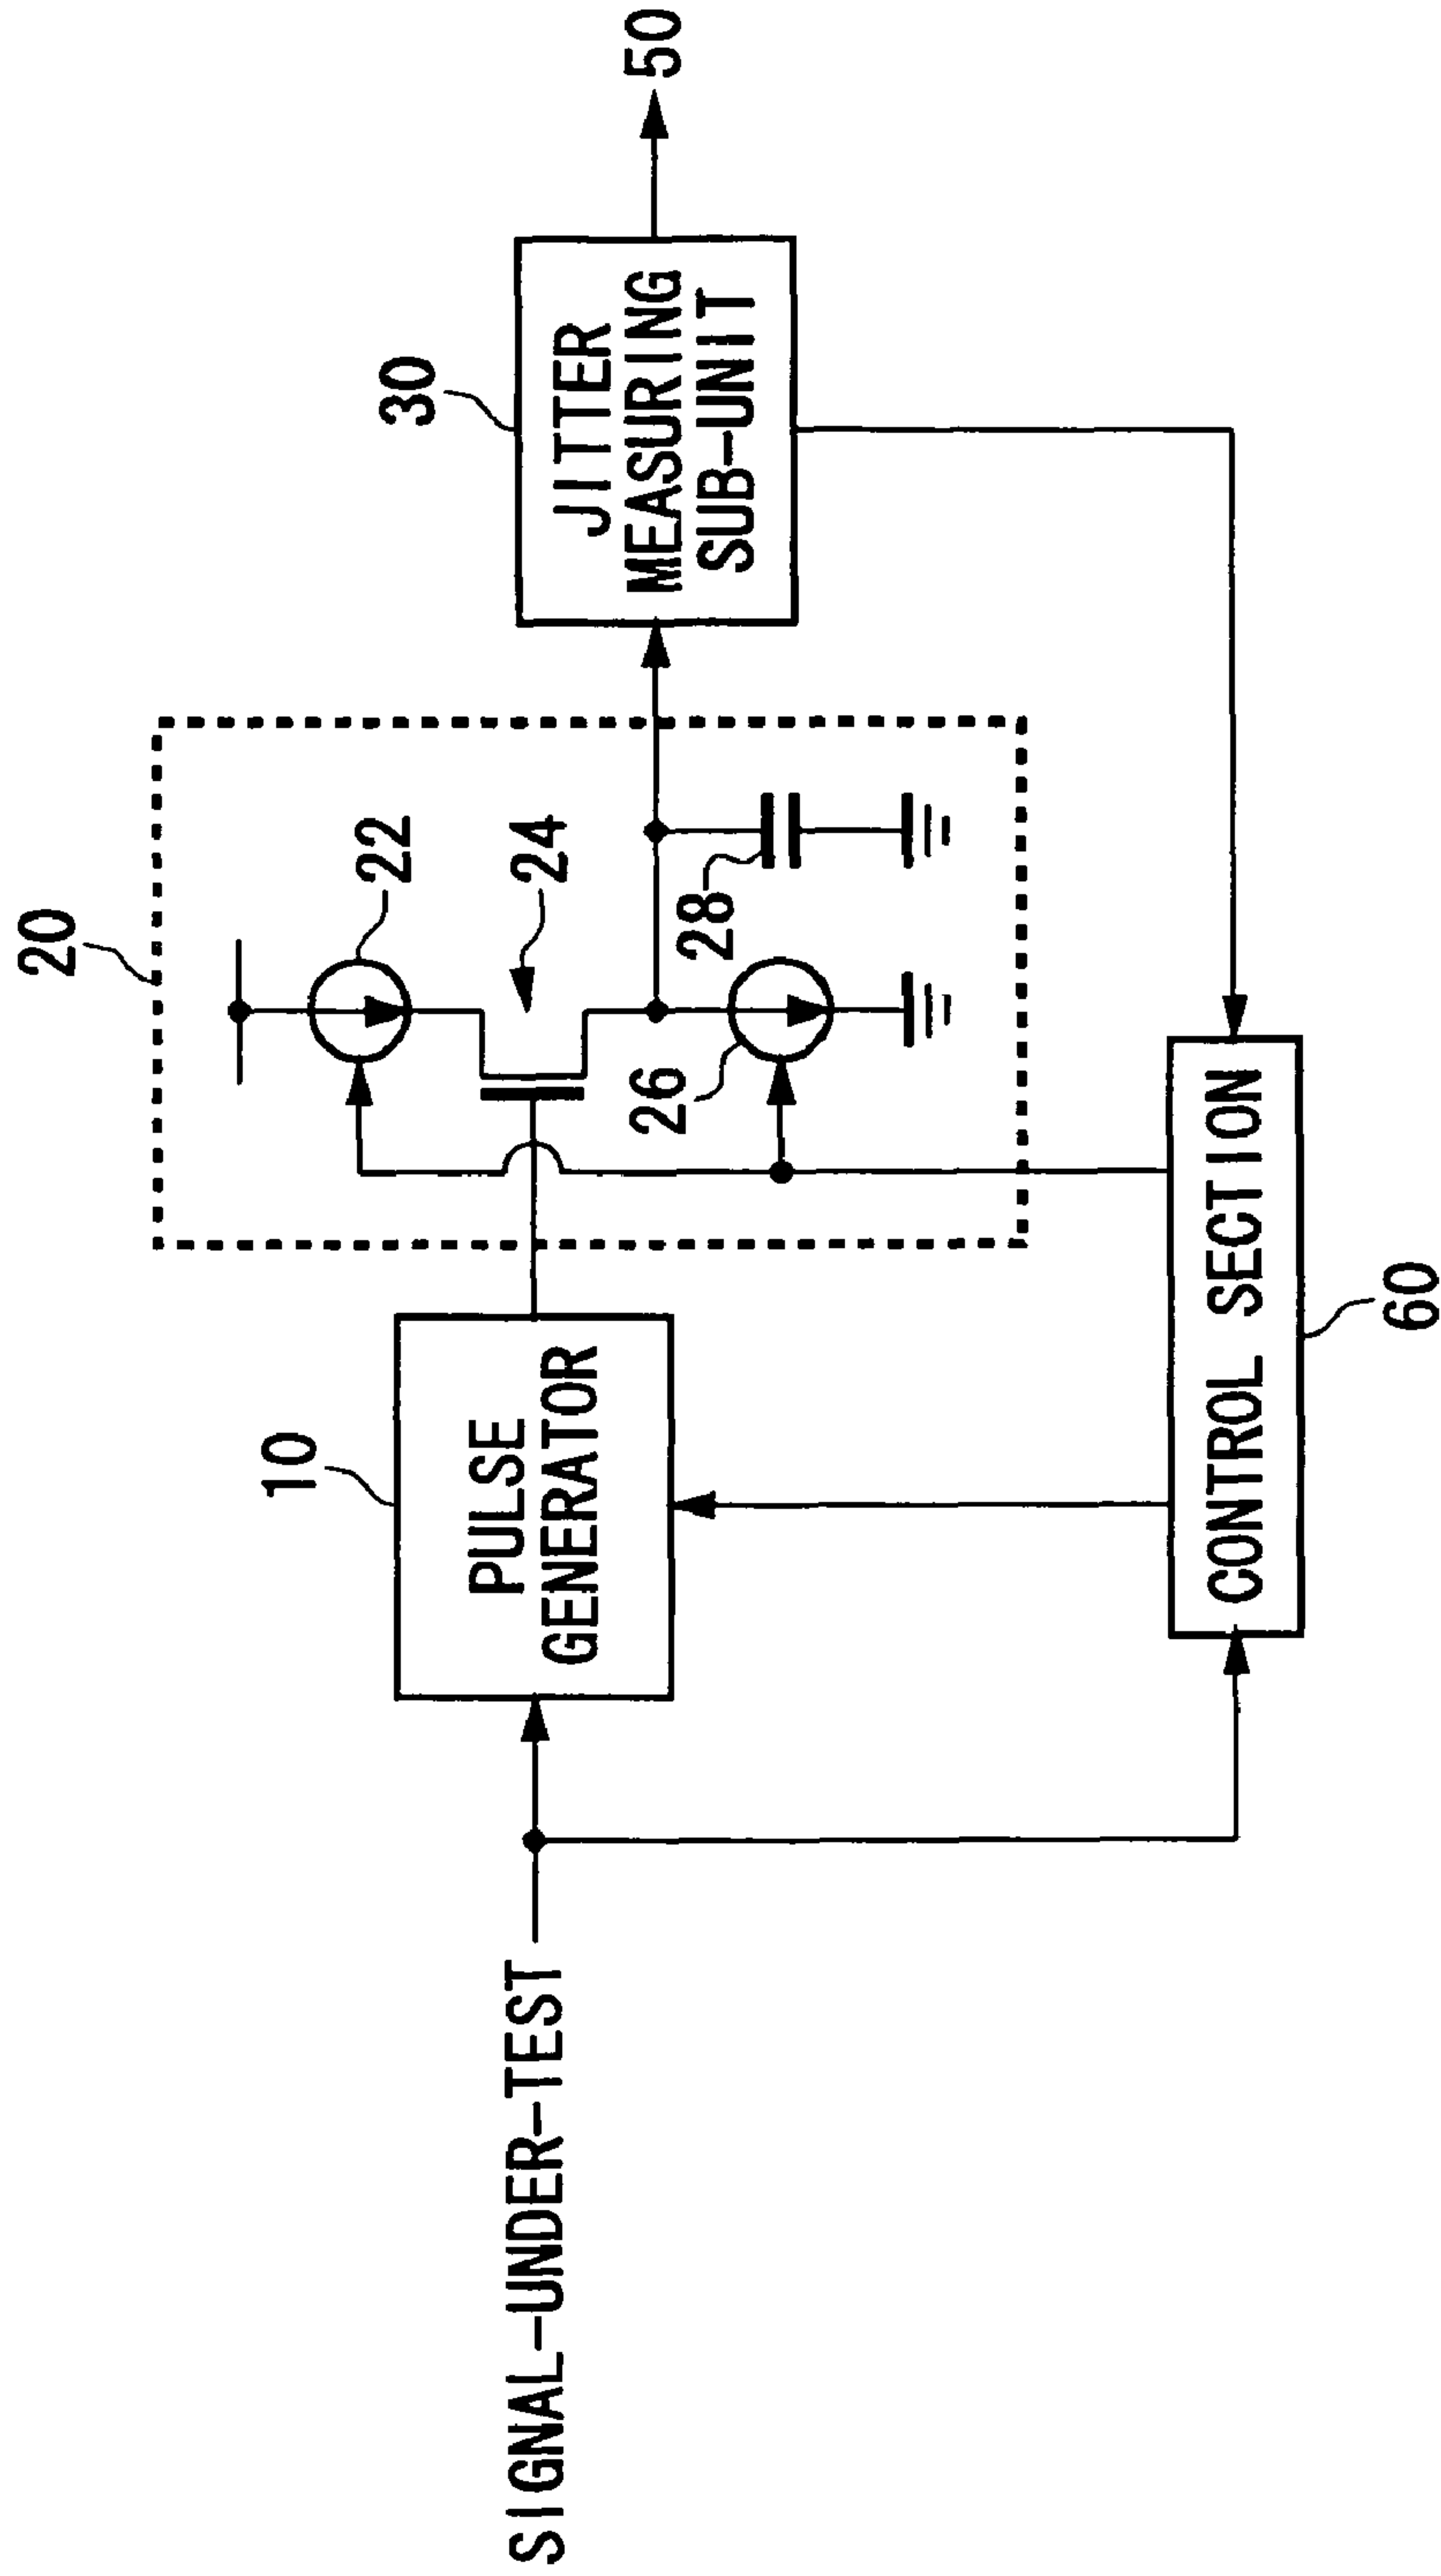 20
22
24
26
28
10
PULSE
GENERATOR
30
JITTER
MEASURING
SUB-UNIT
50
SIGNAL-UNDER-TEST
CONTROL SECTION
60